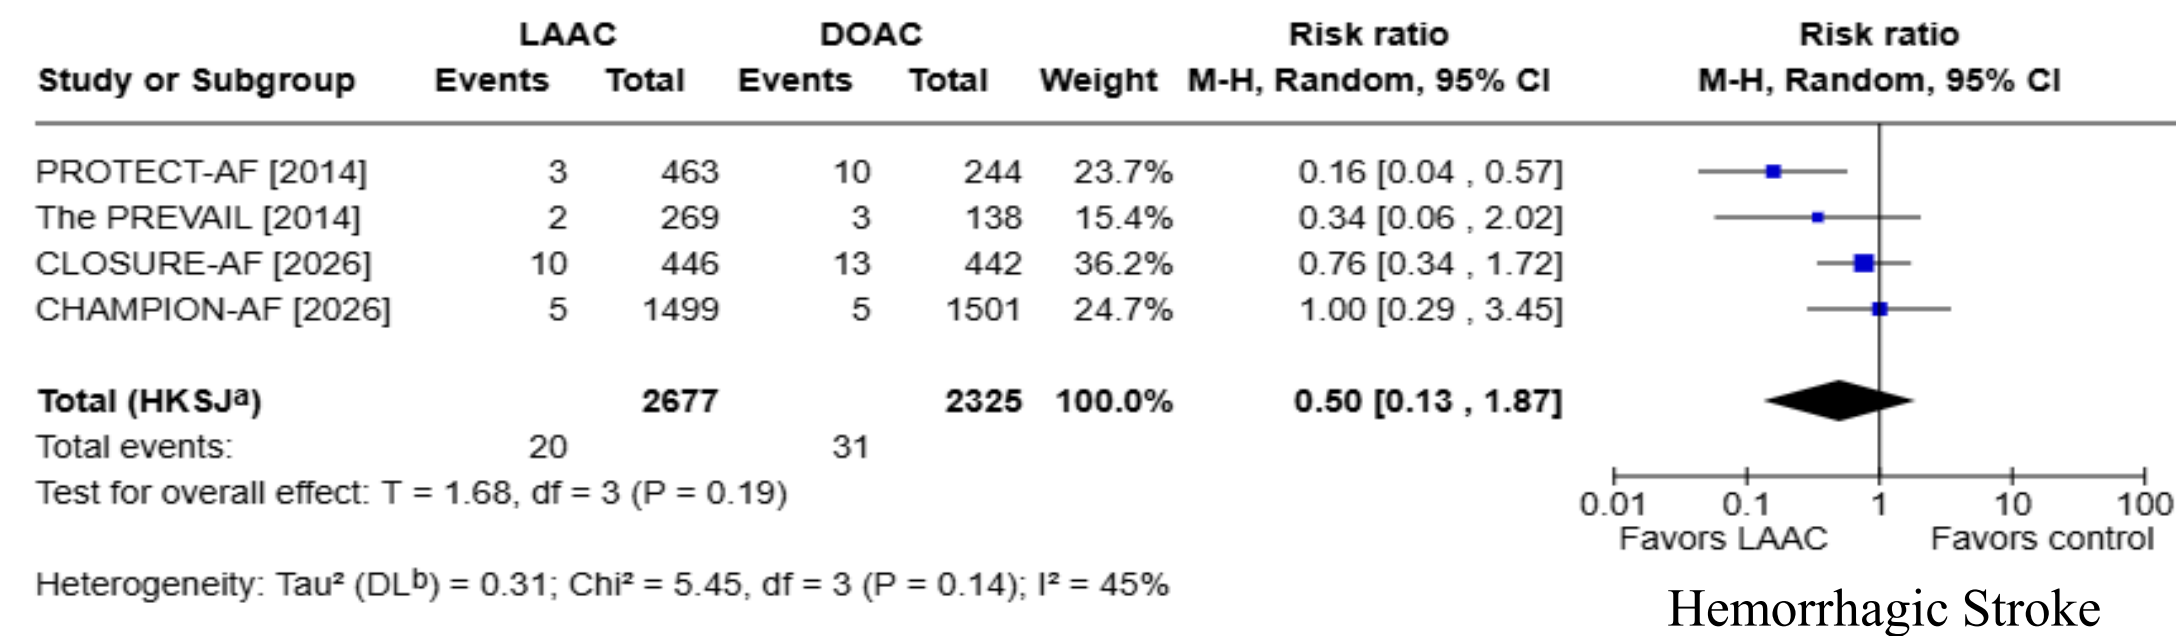 LAAC DOAC Risk ratio Risk ratio
Study or Subgroup Events Total Events Total Weight M-H, Random, 95% CI M-H, Random, 95% CI
PROTECT-AF [2014] 3 463 10 244 23.7% 0.16 [0.04 , 0.57]
The PREVAIL [2014] 2 269 3 138 15.4% 0.34 [0.06 , 2.02]
CLOSURE-AF [2026] 10 446 13 442 36.2% 0.76 [0.34 , 1.72]
CHAMPION-AF [2026] 5 1499 5 1501 24.7% 1.00 [0.29 , 3.45]
Total (HKSJᵃ) 2677 2325 100.0% 0.50 [0.13 , 1.87]
Total events: 20 31
Test for overall effect: T = 1.68, df = 3 (P = 0.19)
0.01 0.1 1 10 100
Favors LAAC Favors control
Heterogeneity: Tau² (DLᵇ) = 0.31; Chi² = 5.45, df = 3 (P = 0.14); I² = 45%
Hemorrhagic Stroke